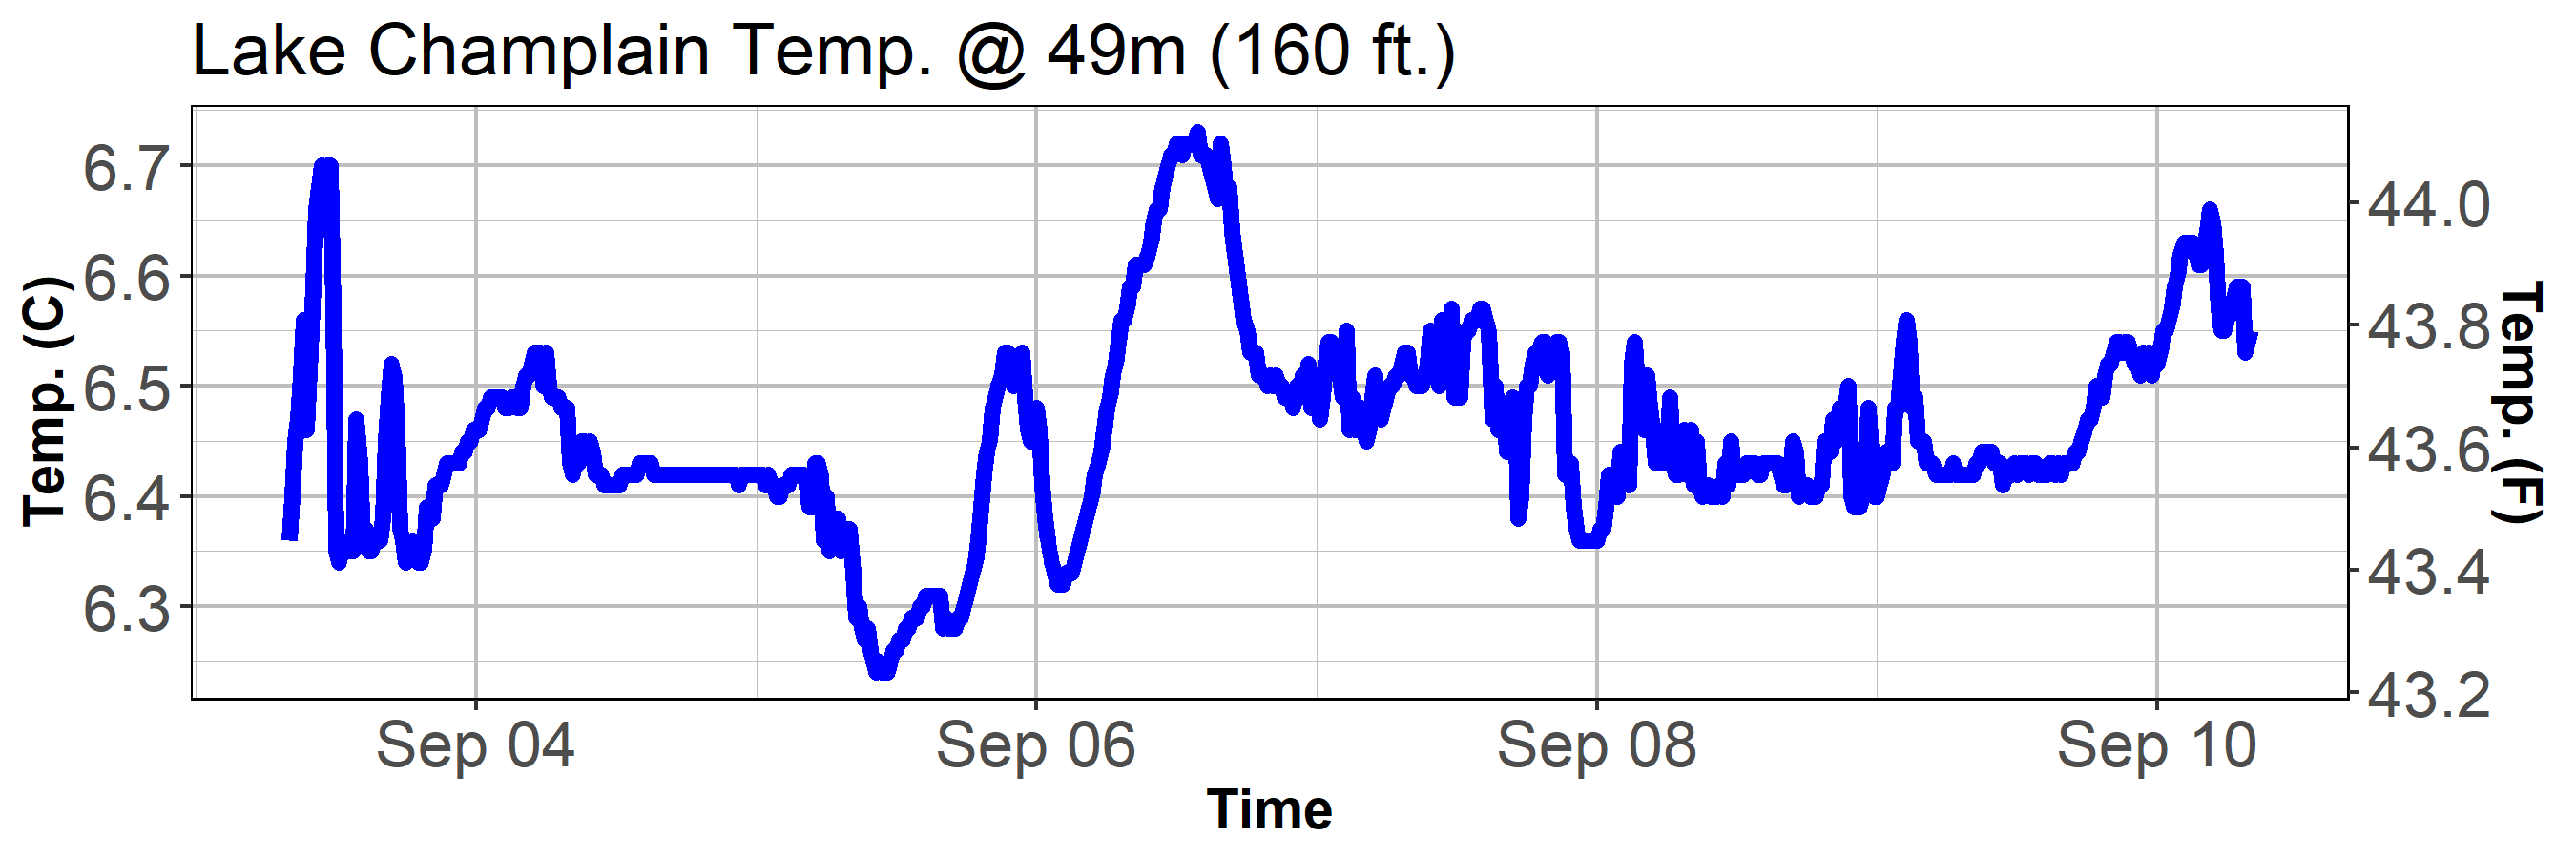 Lake Champlain Temp. @ 49m (160 ft.)
Temp. (C)
6.7
6.6
6.5
6.4
6.3
44.0
43.8
43.6
43.4
43.2
Temp. (F)
Sep 04 Sep 06 Sep 08 Sep 10
Time